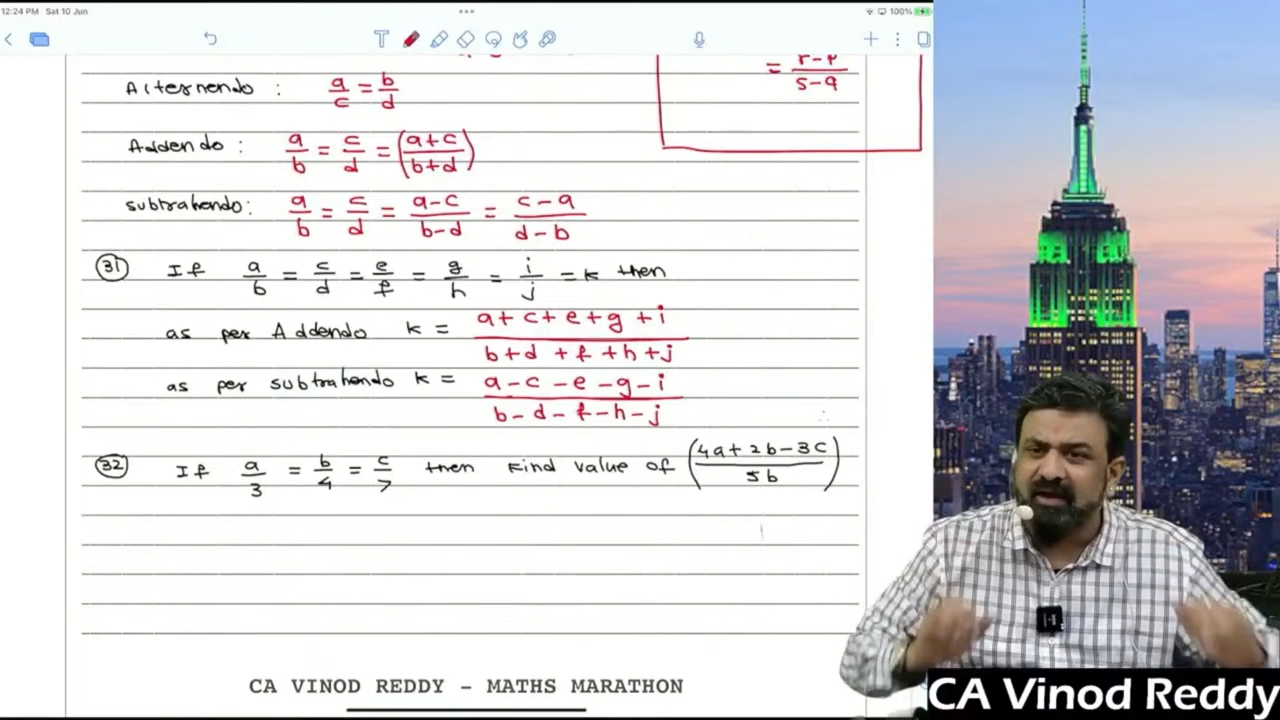 12:24 PM Sat 10 Jun
100%
= r-p / s-q
Alternendo : a/c = b/d
Addendo : a/b = c/d = (a+c / b+d)
subtrahendo: a/b = c/d = a-c / b-d = c-a / d-b
31 If a/b = c/d = e/f = g/h = i/j = k then
as per Addendo k = a+c+e+g+i / b+d+f+h+j
as per subtrahendo k = a-c-e-g-i / b-d-f-h-j
32 If a/3 = b/4 = c/7 then find value of (4a+2b-3c / 5b)
CA VINOD REDDY - MATHS MARATHON
CA Vinod Reddy